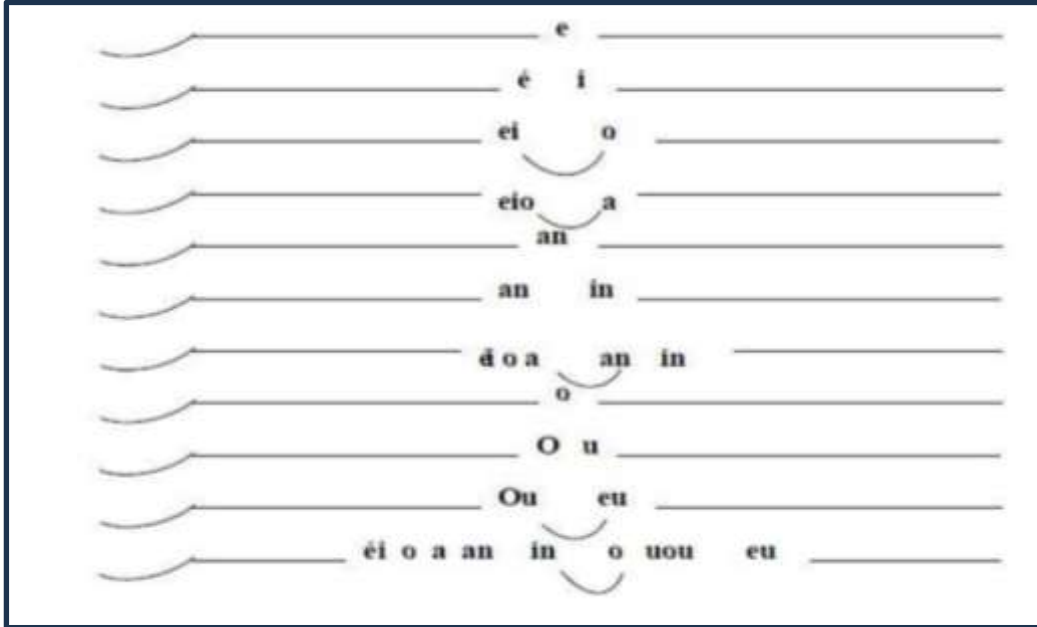 e
é i
ei o
eio a
an
an in
o a an in
o
O u
Ou eu
éi o a an in o uou eu